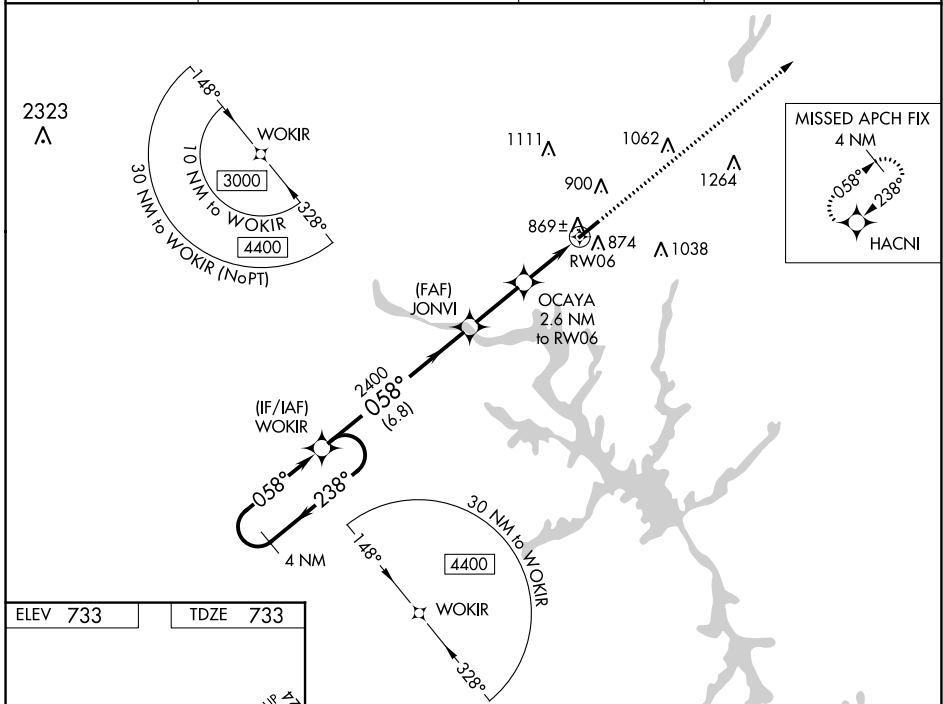 2323
148°
WOKIR
10 NM to WOKIR
3000
328°
4400
30 NM to WOKIR (NoPT)
1111
1062
1264
900
869±
874
1038
RW06
MISSED APCH FIX
4 NM
058°
238°
HACNI
(FAF)
JONVI
OCAYA
2.6 NM
to RW06
2400
058°
(6.8)
(IF/IAF)
WOKIR
058°
238°
4 NM
30 NM to WOKIR
148°
4400
WOKIR
328°
ELEV 733
TDZE 733